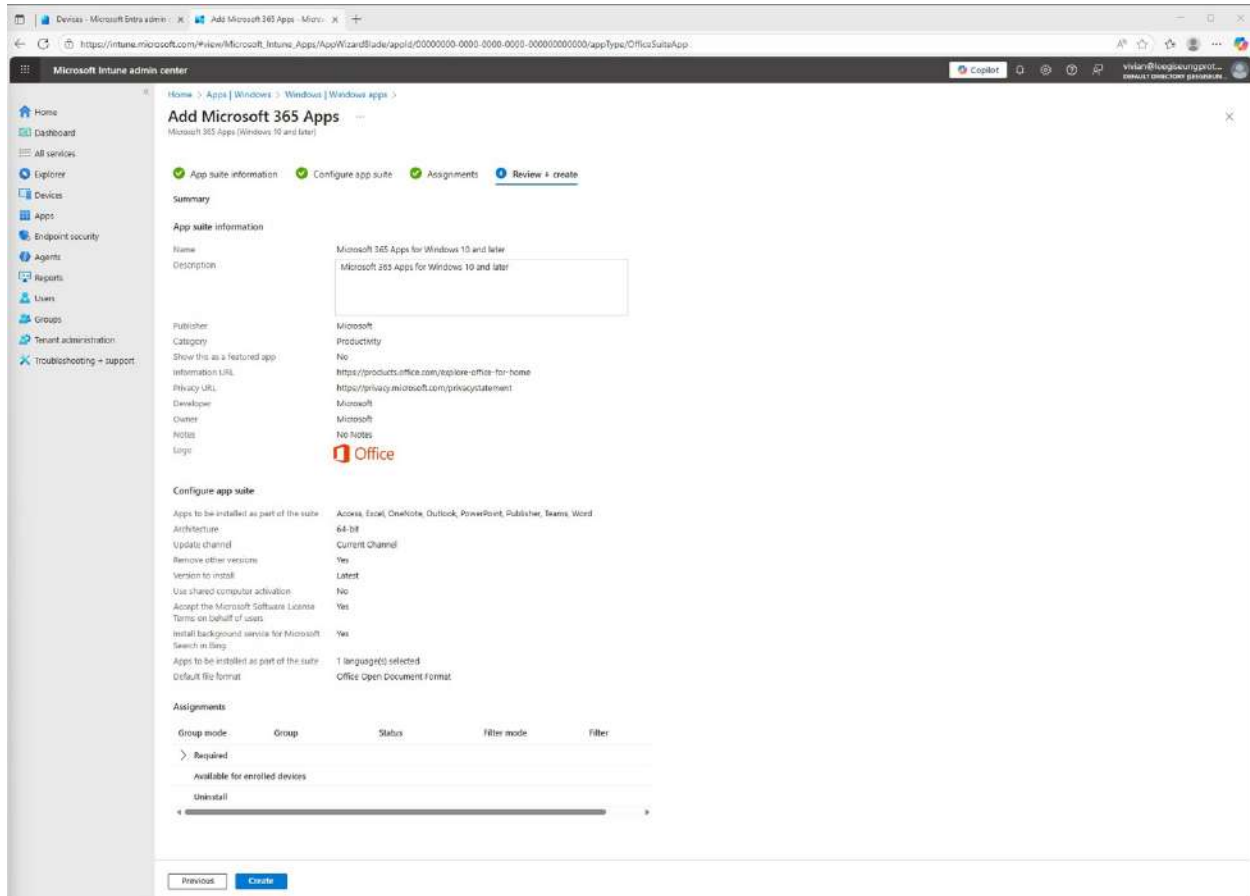 Devices - Microsoft Entra admin
Add Microsoft 365 Apps - Micro
https://intune.microsoft.com/#view/Microsoft_Intune_Apps/AppWizardBlade/appId/00000000-0000-0000-0000-000000000000/appType/OfficeSuiteApp
Microsoft Intune admin center
Copilot
vivian@leegiseungprot...
DEFAULT DIRECTORY
Home > Apps | Windows > Windows | Windows apps >
Add Microsoft 365 Apps ...
Microsoft 365 Apps (Windows 10 and later)
Home
Dashboard
All services
Explorer
Devices
Apps
Endpoint security
Agents
Reports
Users
Groups
Tenant administration
Troubleshooting + support
App suite information
Configure app suite
Assignments
4 Review + create
Summary
App suite information
Name Microsoft 365 Apps for Windows 10 and later
Description Microsoft 365 Apps for Windows 10 and later
Publisher Microsoft
Category Productivity
Show this as a featured app No
Information URL https://products.office.com/explore-office-for-home
Privacy URL https://privacy.microsoft.com/privacystatement
Developer Microsoft
Owner Microsoft
Notes No Notes
Logo Office
Configure app suite
Apps to be installed as part of the suite Access, Excel, OneNote, Outlook, PowerPoint, Publisher, Teams, Word
Architecture 64-bit
Update channel Current Channel
Remove other versions Yes
Version to install Latest
Use shared computer activation No
Accept the Microsoft Software License Yes
Terms on behalf of users
Install background service for Microsoft Yes
Search in Bing
Apps to be installed as part of the suite 1 language(s) selected
Default file format Office Open Document Format
Assignments
Group mode Group Status Filter mode Filter
Required
Available for enrolled devices
Uninstall
Previous Create